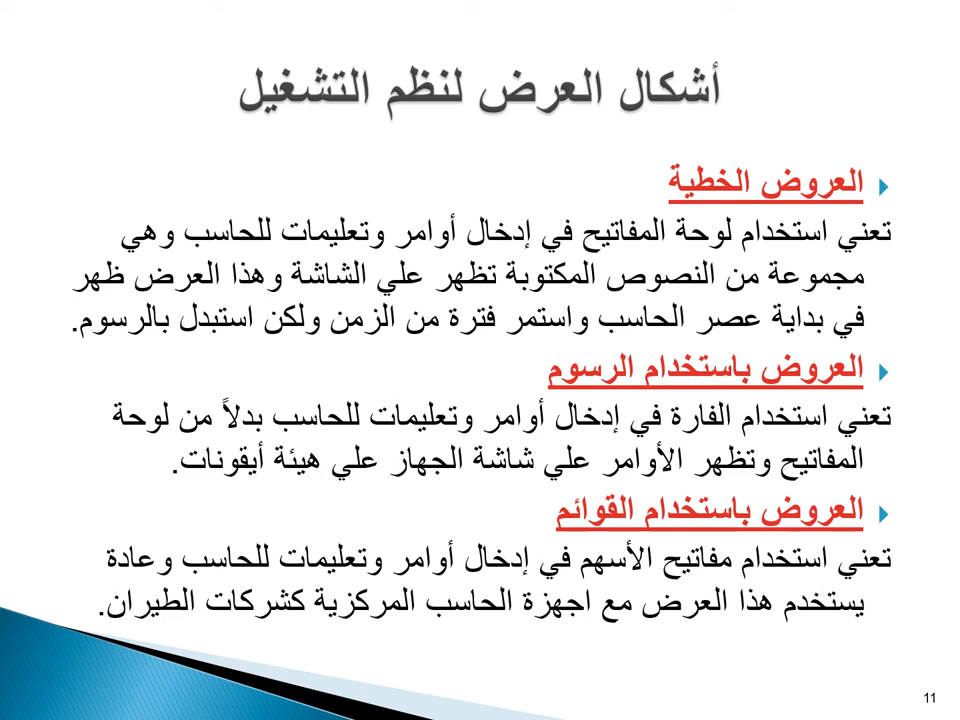 أشكال العرض لنظم التشغيل
العروض الخطية
تعني استخدام لوحة المفاتيح في إدخال أوامر وتعليمات للحاسب وهي
مجموعة من النصوص المكتوبة تظهر علي الشاشة وهذا العرض ظهر
في بداية عصر الحاسب واستمر فترة من الزمن ولكن استبدل بالرسوم.
العروض باستخدام الرسوم
تعني استخدام الفارة في إدخال أوامر وتعليمات للحاسب بدلاً من لوحة
المفاتيح وتظهر الأوامر علي شاشة الجهاز علي هيئة أيقونات.
العروض باستخدام القوائم
تعني استخدام مفاتيح الأسهم في إدخال أوامر وتعليمات للحاسب وعادة
يستخدم هذا العرض مع اجهزة الحاسب المركزية كشركات الطيران.
11